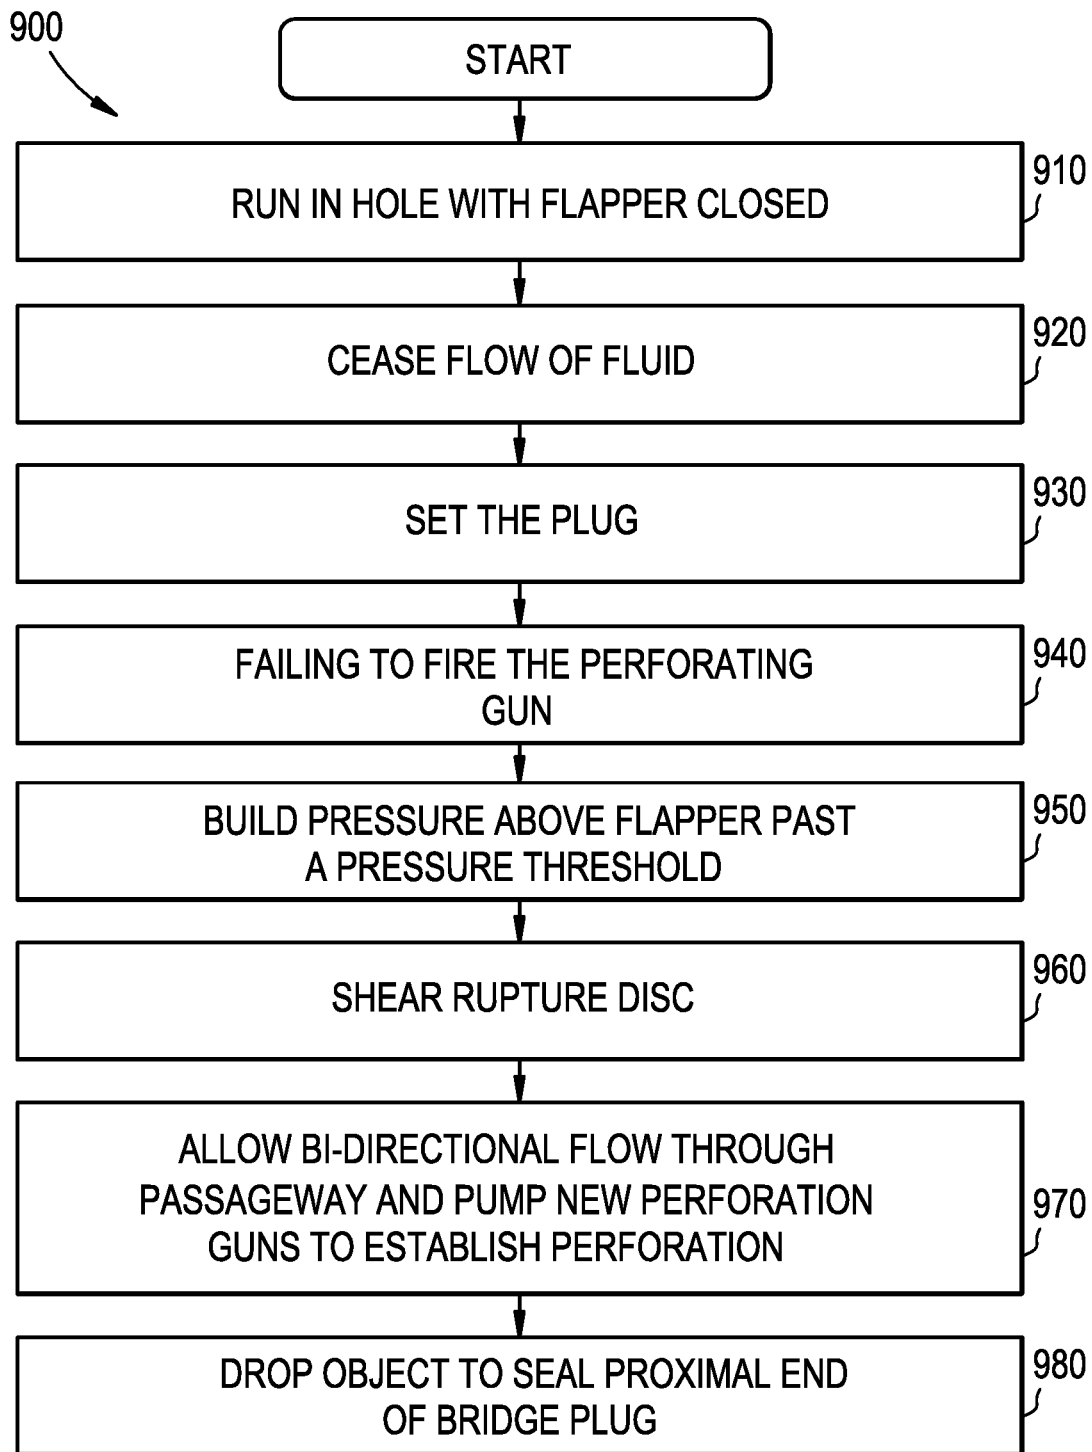 900
START
910
RUN IN HOLE WITH FLAPPER CLOSED
920
CEASE FLOW OF FLUID
930
SET THE PLUG
940
FAILING TO FIRE THE PERFORATING
GUN
950
BUILD PRESSURE ABOVE FLAPPER PAST
A PRESSURE THRESHOLD
960
SHEAR RUPTURE DISC
970
ALLOW BI-DIRECTIONAL FLOW THROUGH
PASSAGEWAY AND PUMP NEW PERFORATION
GUNS TO ESTABLISH PERFORATION
980
DROP OBJECT TO SEAL PROXIMAL END
OF BRIDGE PLUG